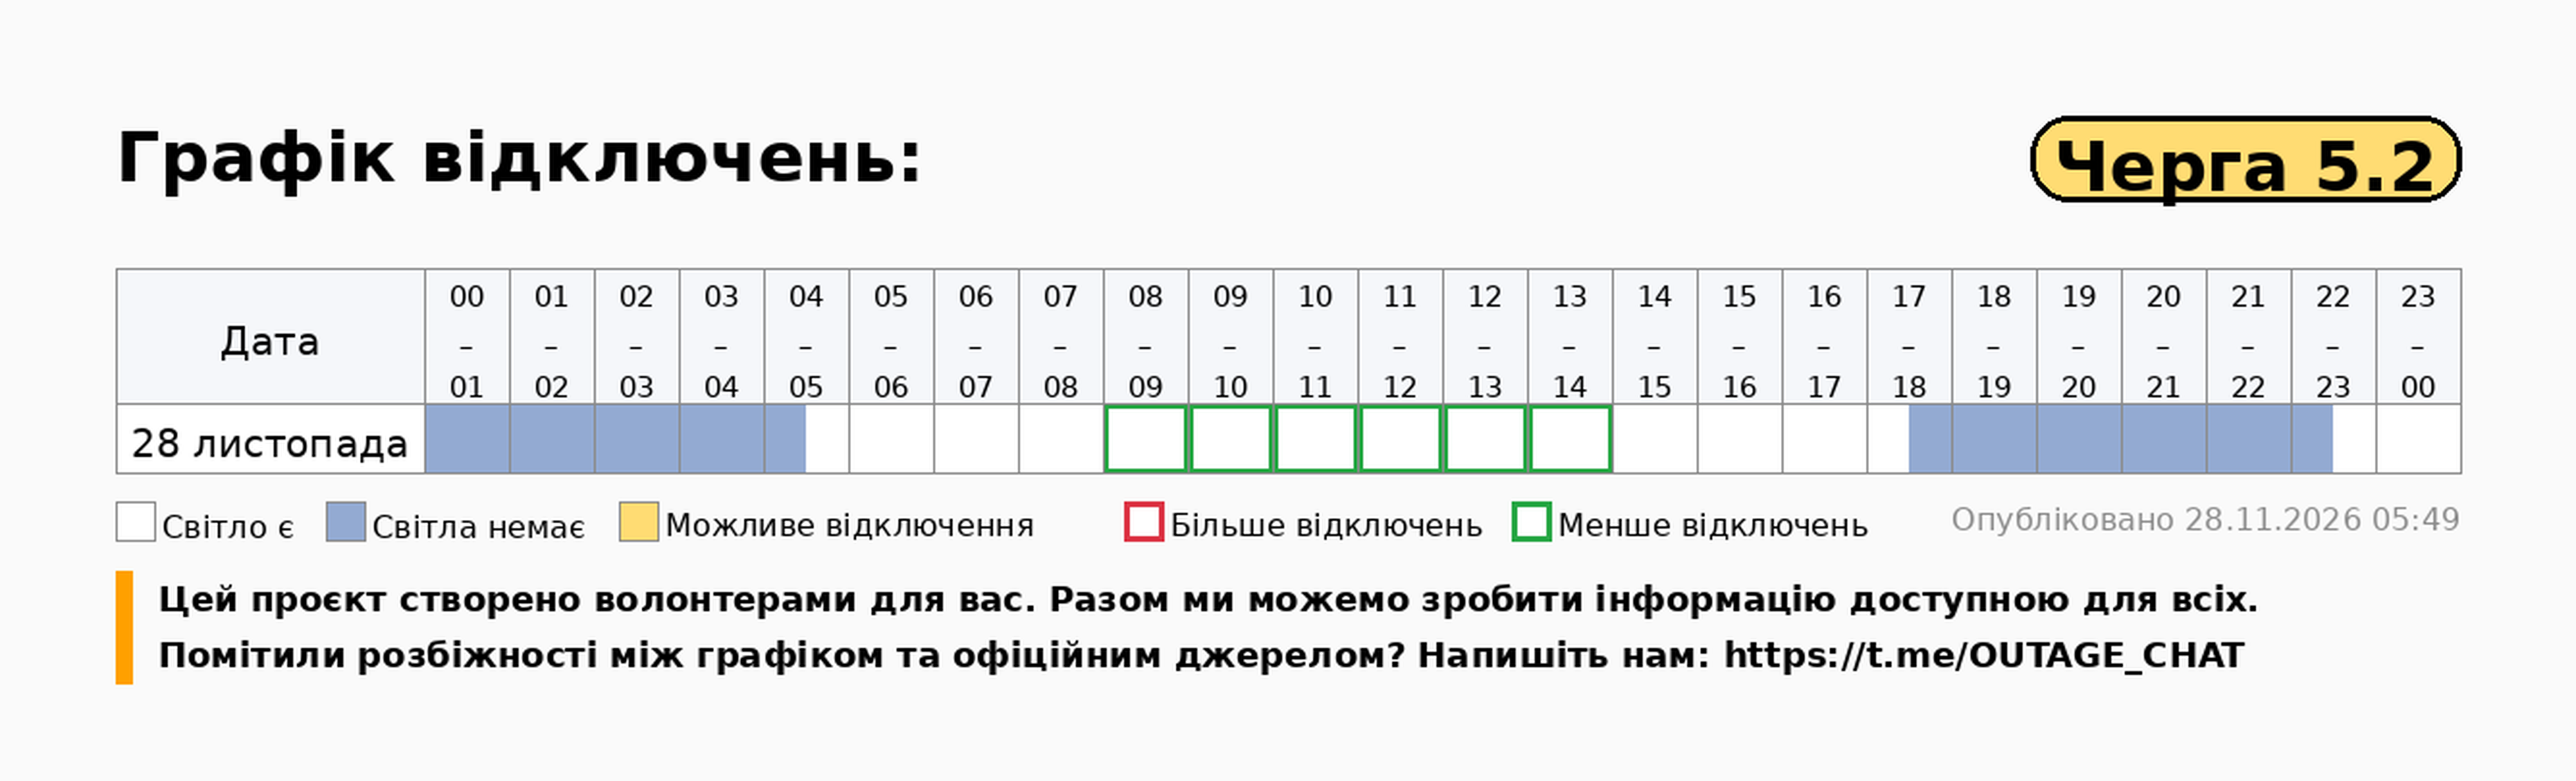 Графік відключень:
Черга 5.2
Дата
00 – 01
01 – 02
02 – 03
03 – 04
04 – 05
05 – 06
06 – 07
07 – 08
08 – 09
09 – 10
10 – 11
11 – 12
12 – 13
13 – 14
14 – 15
15 – 16
16 – 17
17 – 18
18 – 19
19 – 20
20 – 21
21 – 22
22 – 23
23 – 00
28 листопада
Світло є
Світла немає
Можливе відключення
Більше відключень
Менше відключень
Опубліковано 28.11.2026 05:49
Цей проєкт створено волонтерами для вас. Разом ми можемо зробити інформацію доступною для всіх.
Помітили розбіжності між графіком та офіційним джерелом? Напишіть нам: https://t.me/OUTAGE_CHAT